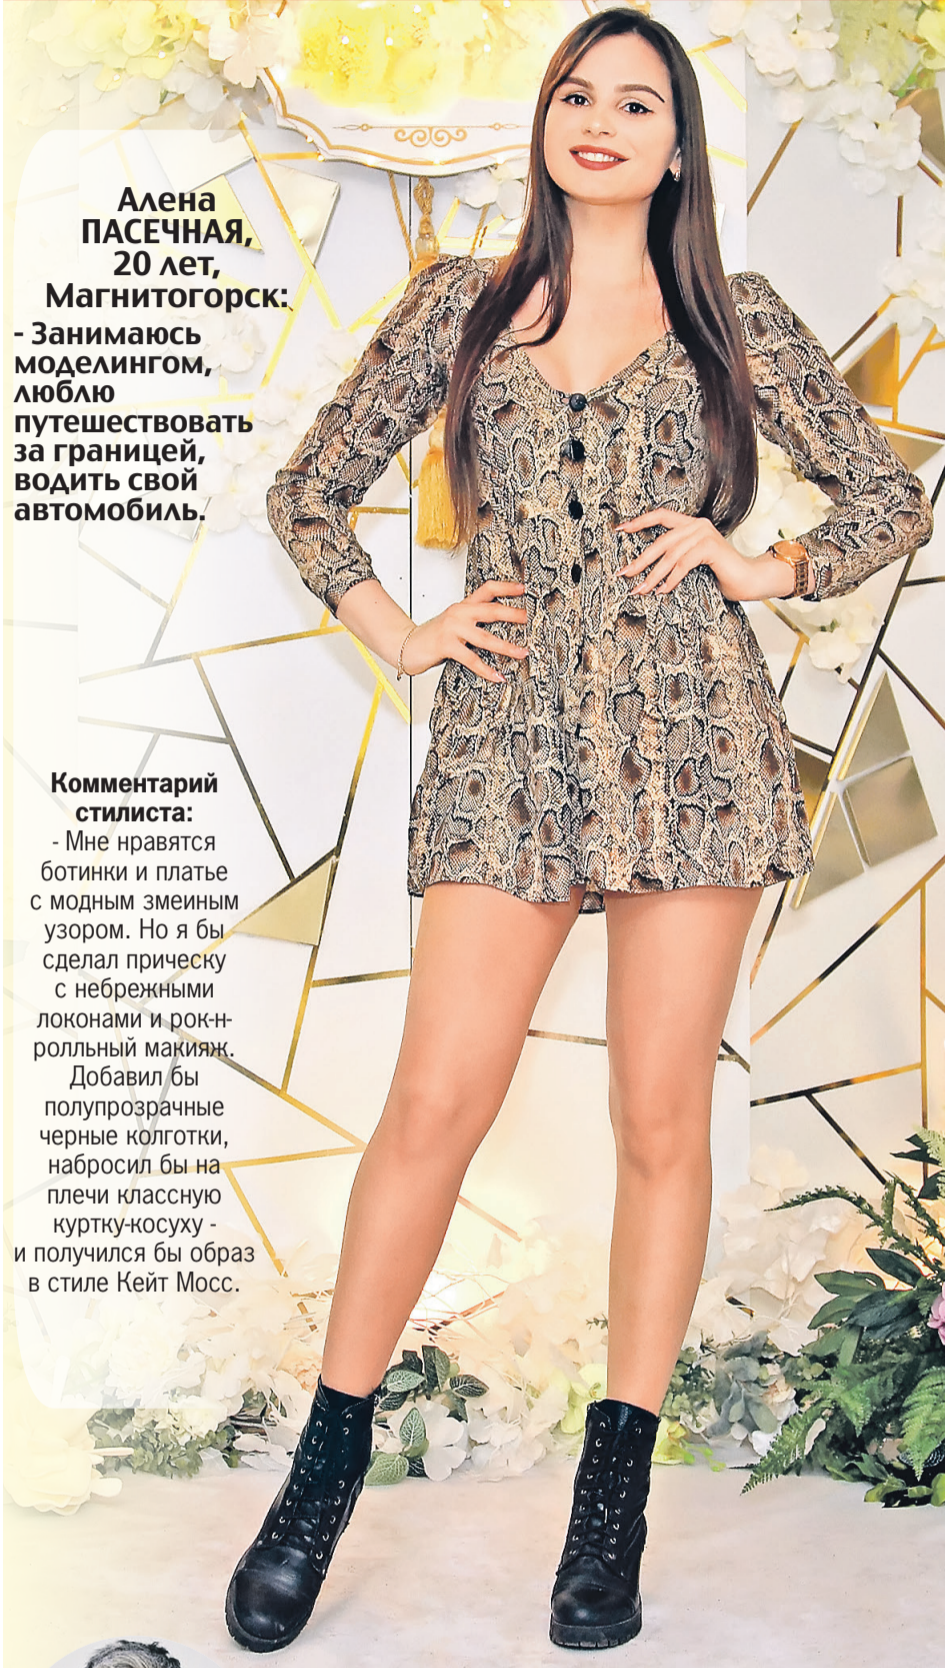 Алена
ПАСЕЧНАЯ,
20 лет,
Магнитогорск:
- Занимаюсь
моделингом,
люблю
путешествовать
за границей,
водить свой
автомобиль.
Комментарий
стилиста:
- Мне нравятся
ботинки и платье
с модным змеиным
узором. Но я бы
сделал прическу
с небрежными
локонами и рок-н-
ролльный макияж.
Добавил бы
полупрозрачные
черные колготки,
набросил бы на
плечи классную
куртку-косуху -
и получился бы образ
в стиле Кейт Мосс.